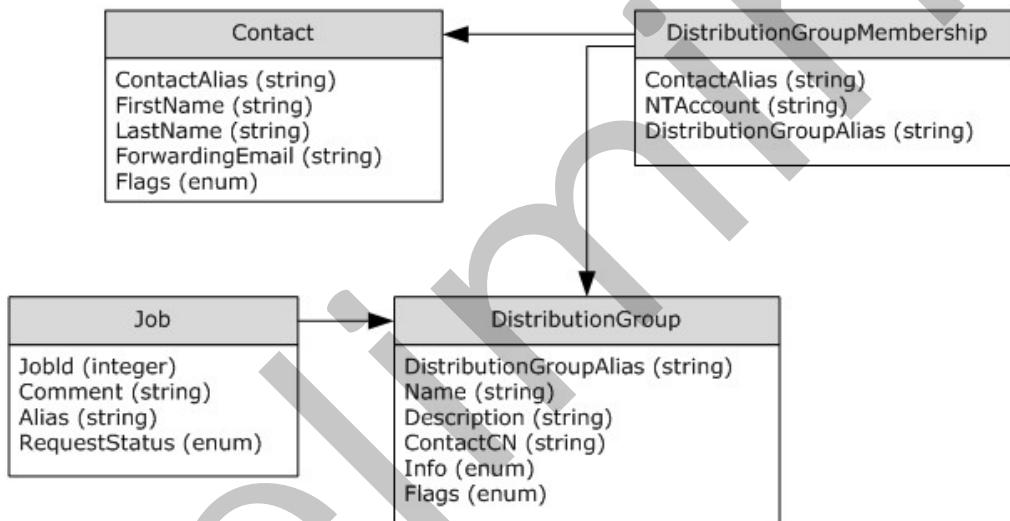 Contact
ContactAlias (string)
FirstName (string)
LastName (string)
ForwardingEmail (string)
Flags (enum)
DistributionGroupMembership
ContactAlias (string)
NTAccount (string)
DistributionGroupAlias (string)
Job
JobId (integer)
Comment (string)
Alias (string)
RequestStatus (enum)
DistributionGroup
DistributionGroupAlias (string)
Name (string)
Description (string)
ContactCN (string)
Info (enum)
Flags (enum)